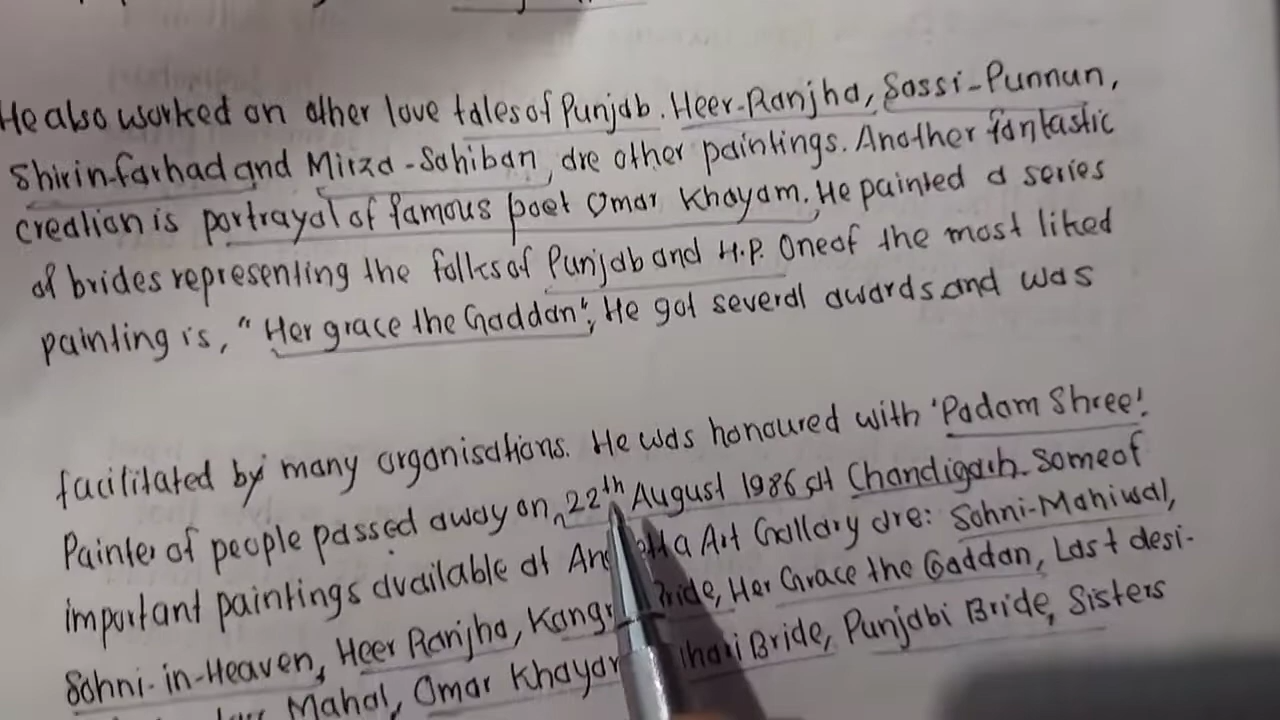 He also worked on other love tales of Punjab. Heer-Ranjha, Sassi-Punnun,
Shirin-farhad and Mirza-Sahiban, are other paintings. Another fantastic
creation is portrayal of famous poet Omar Khayam. He painted a series
of brides representing the folks of Punjab and H.P. One of the most liked
painting is, "Her grace the Gaddan", He got several awards and was
facilitated by many organisations. He was honoured with 'Padam Shree'.
Painter of people passed away on 22th August 1986 at Chandigarh. Some of
important paintings available at Art Gallary are: Sohni-Mahiwal,
Sohni-in-Heaven, Heer Ranjha, Her Grace the Gaddan, Last desi-
Mahal, Omar Bride, Punjabi Bride, Sisters